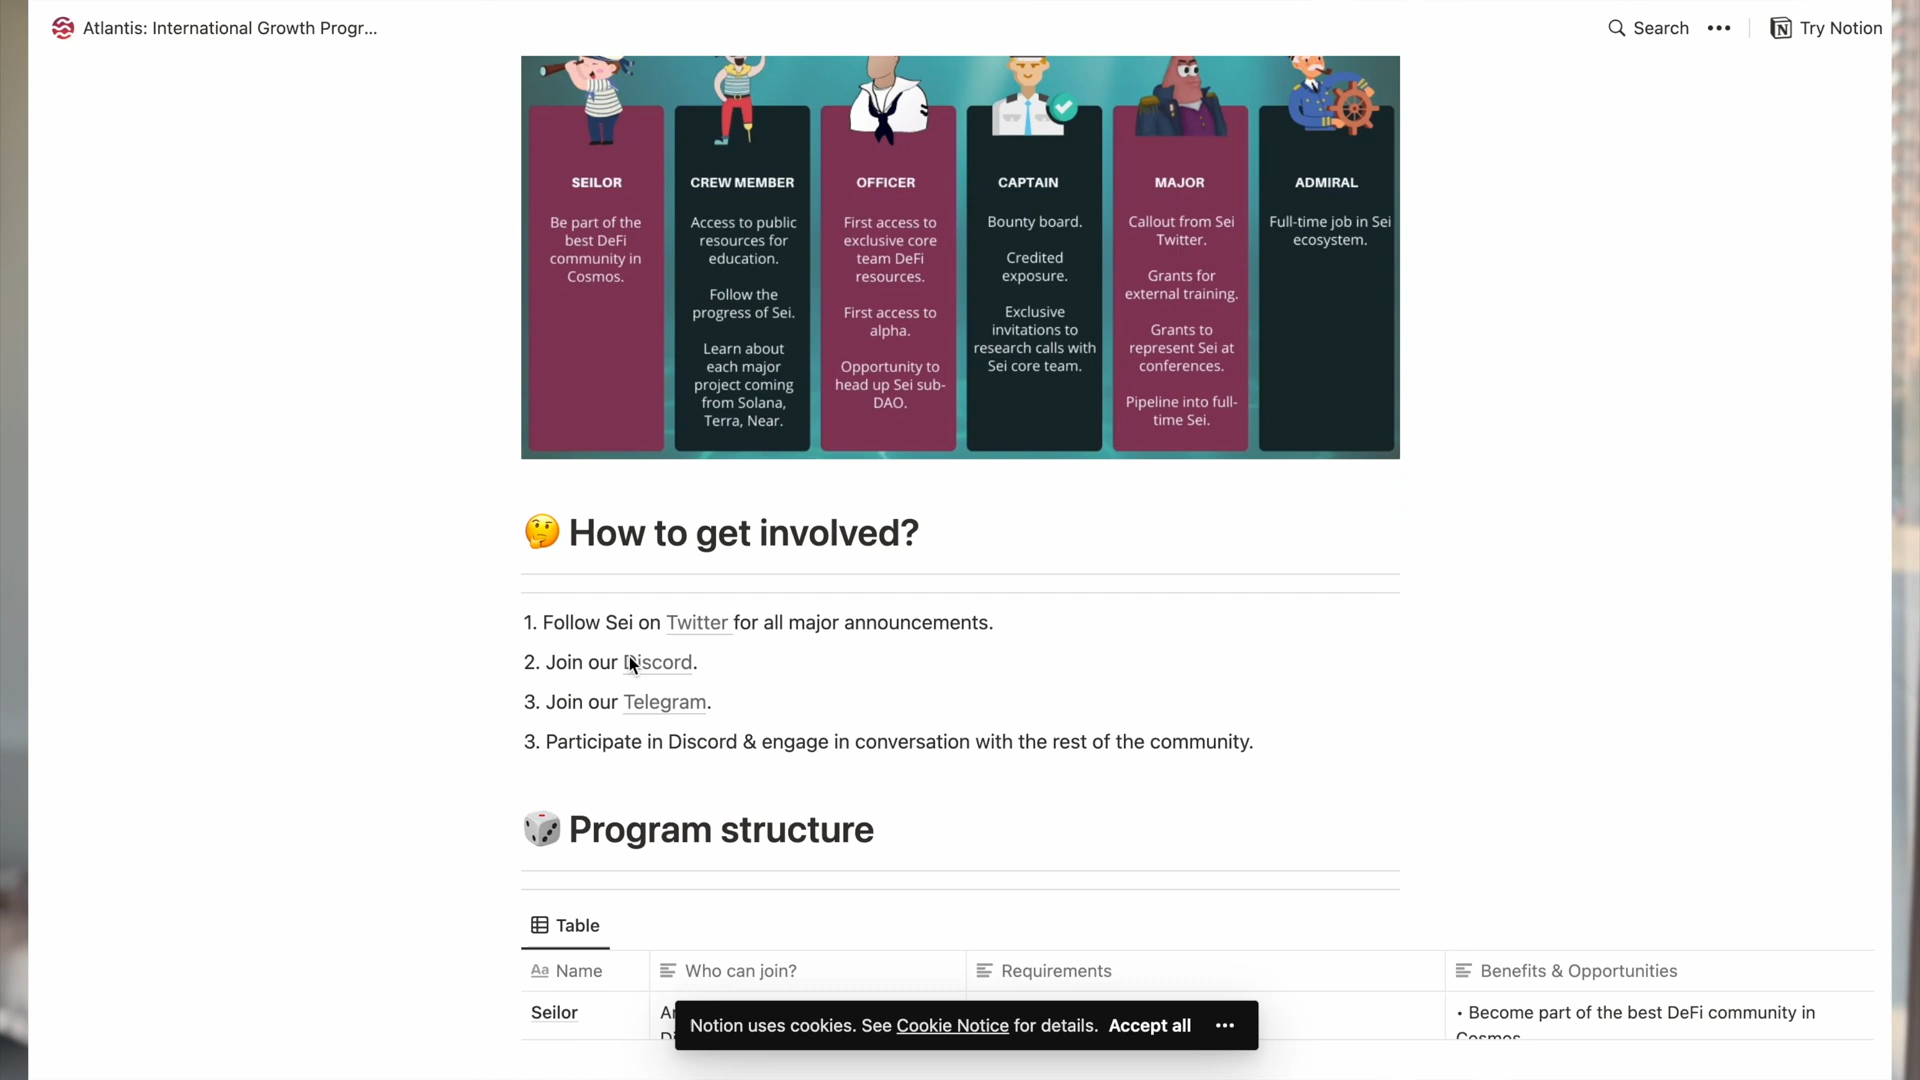 Atlantis: International Growth Progr...
Search
Try Notion
SEILOR
Be part of the
best DeFi
community in
Cosmos.
CREW MEMBER
Access to public
resources for
education.
Follow the
progress of Sei.
Learn about
each major
project coming
from Solana,
Terra, Near.
OFFICER
First access to
exclusive core
team DeFi
resources.
First access to
alpha.
Opportunity to
head up Sei sub-
DAO.
CAPTAIN
Bounty board.
Credited
exposure.
Exclusive
invitations to
research calls with
Sei core team.
MAJOR
Callout from Sei
Twitter.
Grants for
external training.
Grants to
represent Sei at
conferences.
Pipeline into full-
time Sei.
ADMIRAL
Full-time job in Sei
ecosystem.
🤔 How to get involved?
1. Follow Sei on Twitter for all major announcements.
2. Join our Discord.
3. Join our Telegram.
3. Participate in Discord & engage in conversation with the rest of the community.
🎲 Program structure
Table
Aa Name
Who can join?
Requirements
Benefits & Opportunities
Seilor
• Become part of the best DeFi community in
Cosmos
Notion uses cookies. See Cookie Notice for details. Accept all